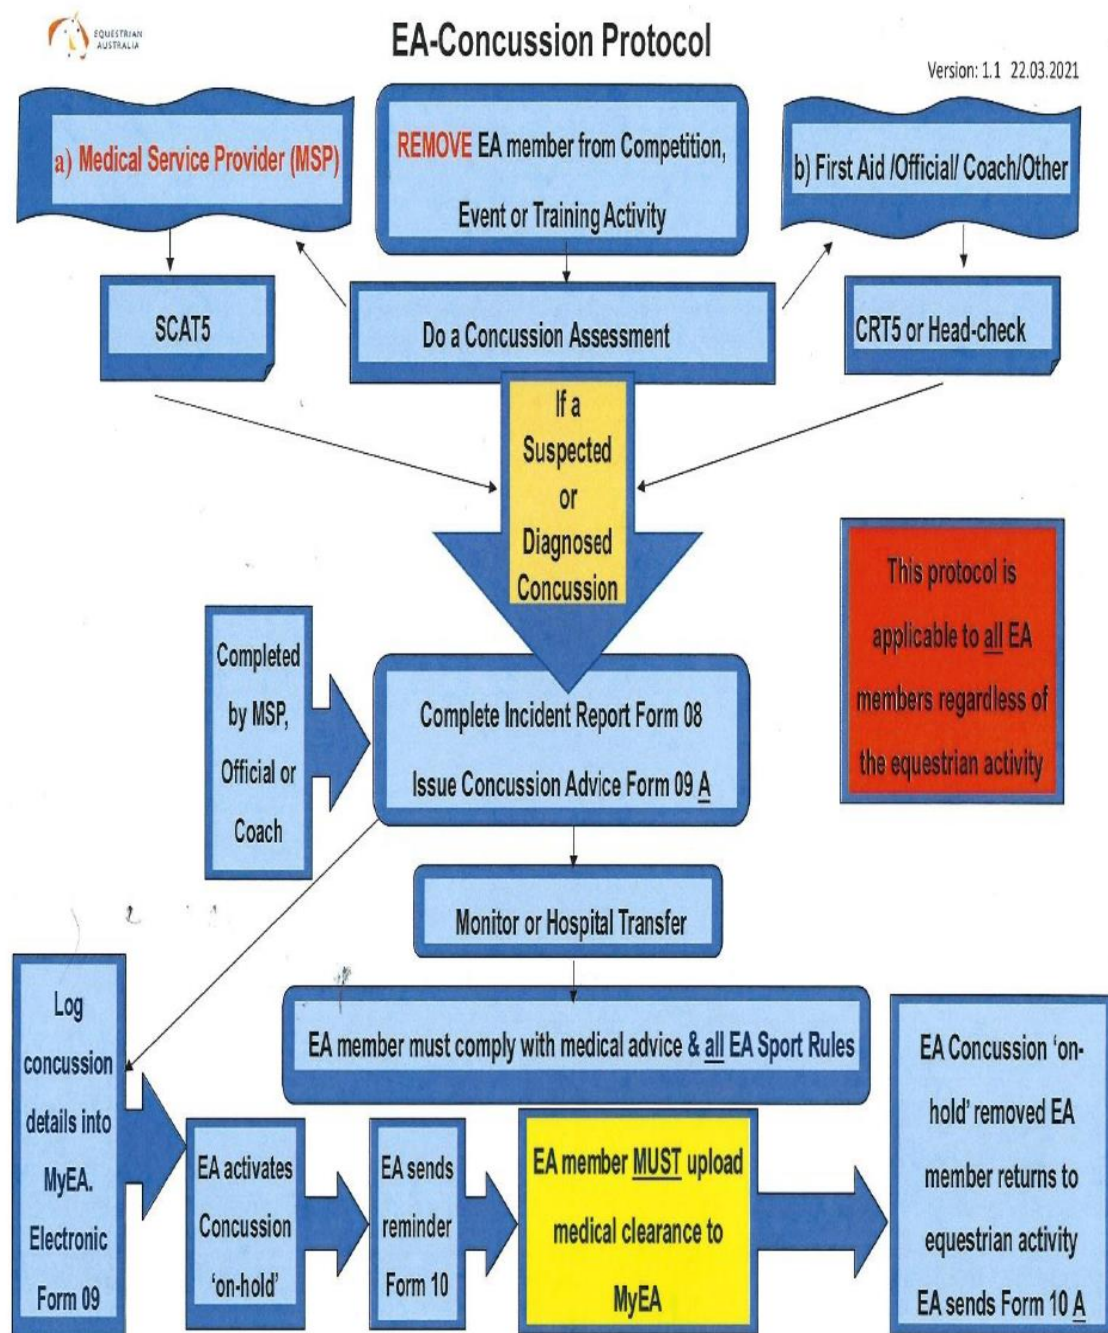 EQUESTRIAN
AUSTRALIA
EA-Concussion Protocol
Version: 1.1 22.03.2021
a) Medical Service Provider (MSP)
REMOVE EA member from Competition,
Event or Training Activity
b) First Aid /Official/ Coach/Other
SCAT5
Do a Concussion Assessment
CRT5 or Head-check
If a
Suspected
or
Diagnosed
Concussion
This protocol is
applicable to all EA
members regardless of
the equestrian activity
Completed
by MSP,
Official or
Coach
Complete Incident Report Form 08
Issue Concussion Advice Form 09 A
Monitor or Hospital Transfer
EA member must comply with medical advice & all EA Sport Rules
Log
concussion
details into
MyEA.
Electronic
Form 09
EA activates
Concussion
‘on-hold’
EA sends
reminder
Form 10
EA member MUST upload
medical clearance to
MyEA
EA Concussion ‘on-
hold’ removed EA
member returns to
equestrian activity
EA sends Form 10 A